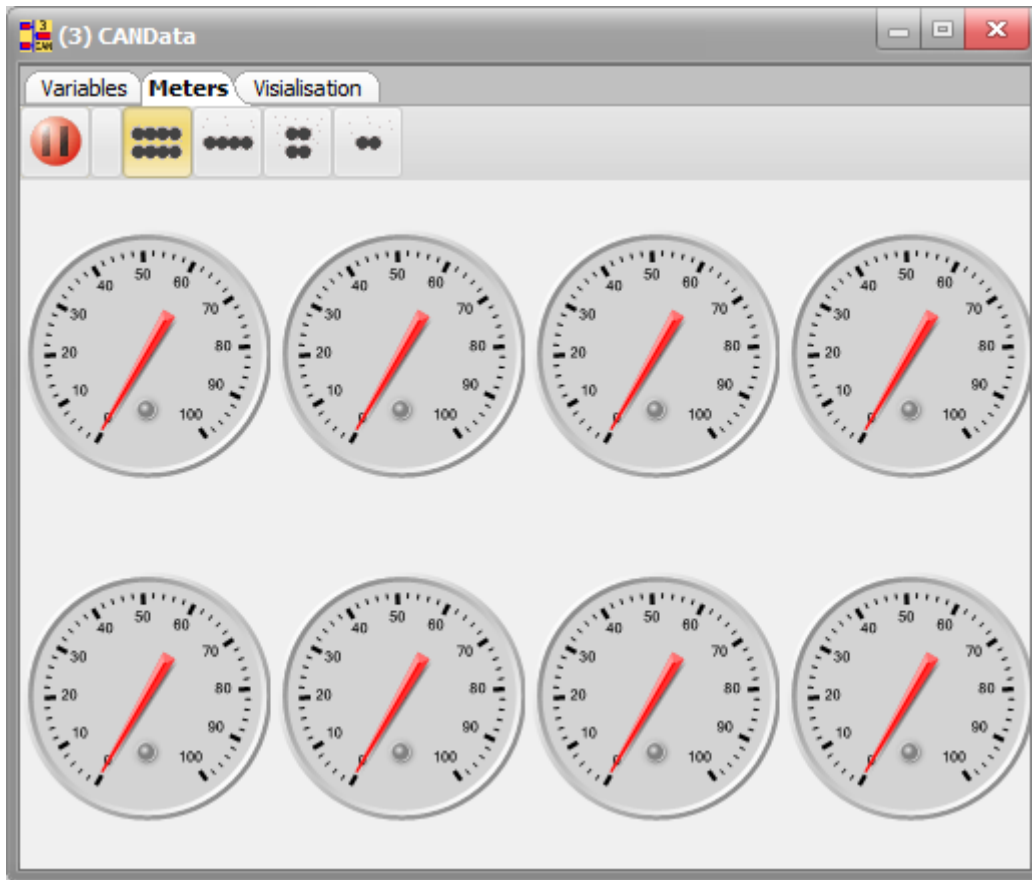 3
CAN
(3) CANData
Variables Meters Visialisation
50 50 50 50
40 60 40 60 40 60 40 60
30 70 30 70 30 70 30 70
20 80 20 80 20 80 20 80
10 90 10 90 10 90 10 90
0 100 0 100 0 100 0 100
50 50 50 50
40 60 40 60 40 60 40 60
30 70 30 70 30 70 30 70
20 80 20 80 20 80 20 80
10 90 10 90 10 90 10 90
0 100 0 100 0 100 0 100